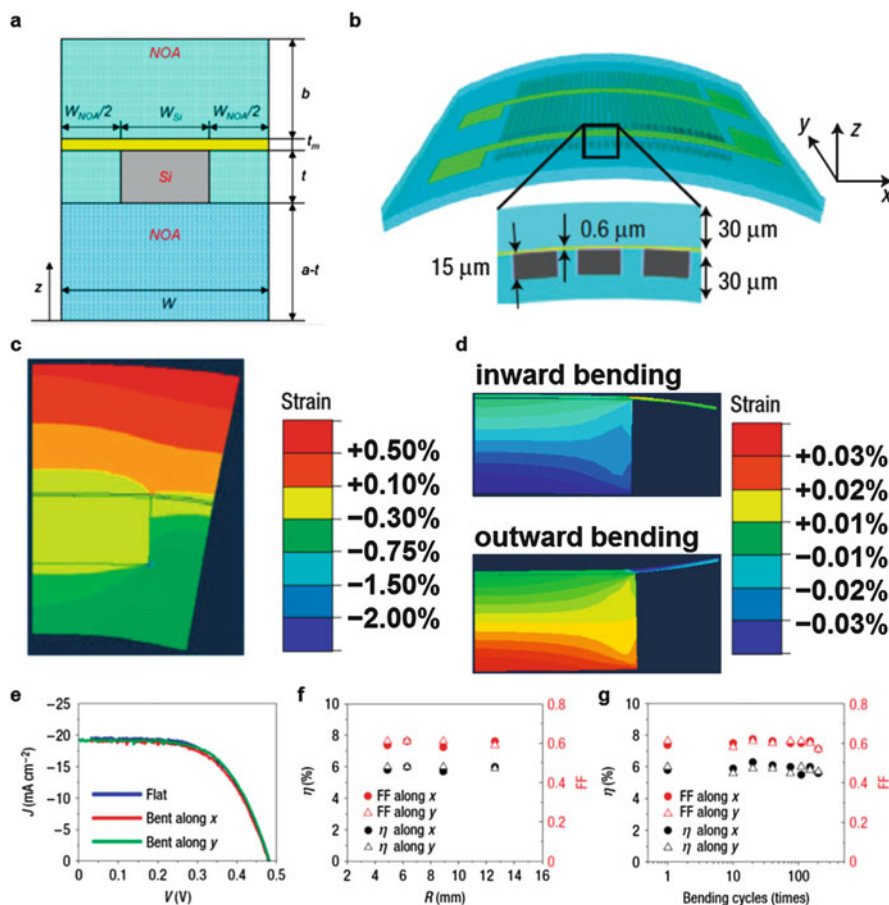 a
NOA
b
W_NOA/2
W_Si
W_NOA/2
t_m
Si
t
NOA
a-t
z
W
b
y
z
x
0.6 μm
30 μm
15 μm
30 μm
c
Strain
+0.50%
+0.10%
−0.30%
−0.75%
−1.50%
−2.00%
d
inward bending
outward bending
Strain
+0.03%
+0.02%
+0.01%
−0.01%
−0.02%
−0.03%
e
−25
−20
−15
−10
−5
0
J (mA cm⁻²)
Flat
Bent along x
Bent along y
0
0.1
0.2
0.3
0.4
0.5
V (V)
f
10
8
6
4
2
0
η (%)
0.8
0.6
0.4
0.2
0
FF
FF along x
FF along y
η along x
η along y
2
4
6
8
10
12
14
16
R (mm)
g
10
8
6
4
2
0
η (%)
0.8
0.6
0.4
0.2
0
FF
FF along x
FF along y
η along x
η along y
1
10
100
Bending cycles (times)